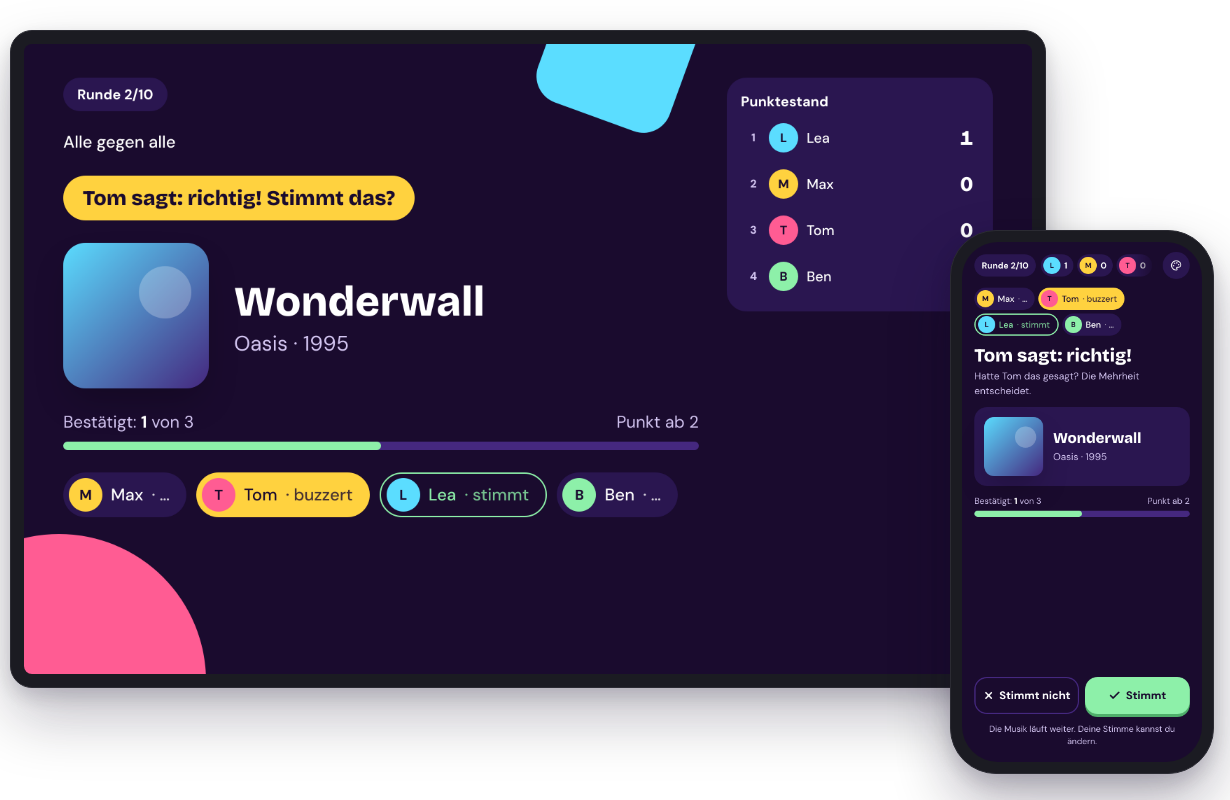 Runde 2/10
Alle gegen alle
Tom sagt: richtig! Stimmt das?
Wonderwall
Oasis · 1995
Bestätigt: 1 von 3
Punkt ab 2
M Max · ...
T Tom · buzzert
L Lea · stimmt
B Ben · ...
Punktestand
1 L Lea 1
2 M Max 0
3 T Tom 0
4 B Ben
Runde 2/10 L 1 M 0 T 0
M Max · ... T Tom · buzzert
L Lea · stimmt B Ben · ...
Tom sagt: richtig!
Hatte Tom das gesagt? Die Mehrheit
entscheidet.
Wonderwall
Oasis · 1995
Bestätigt: 1 von 3 Punkt ab 2
Stimmt nicht
Stimmt
Die Musik läuft weiter. Deine Stimme kannst du
ändern.